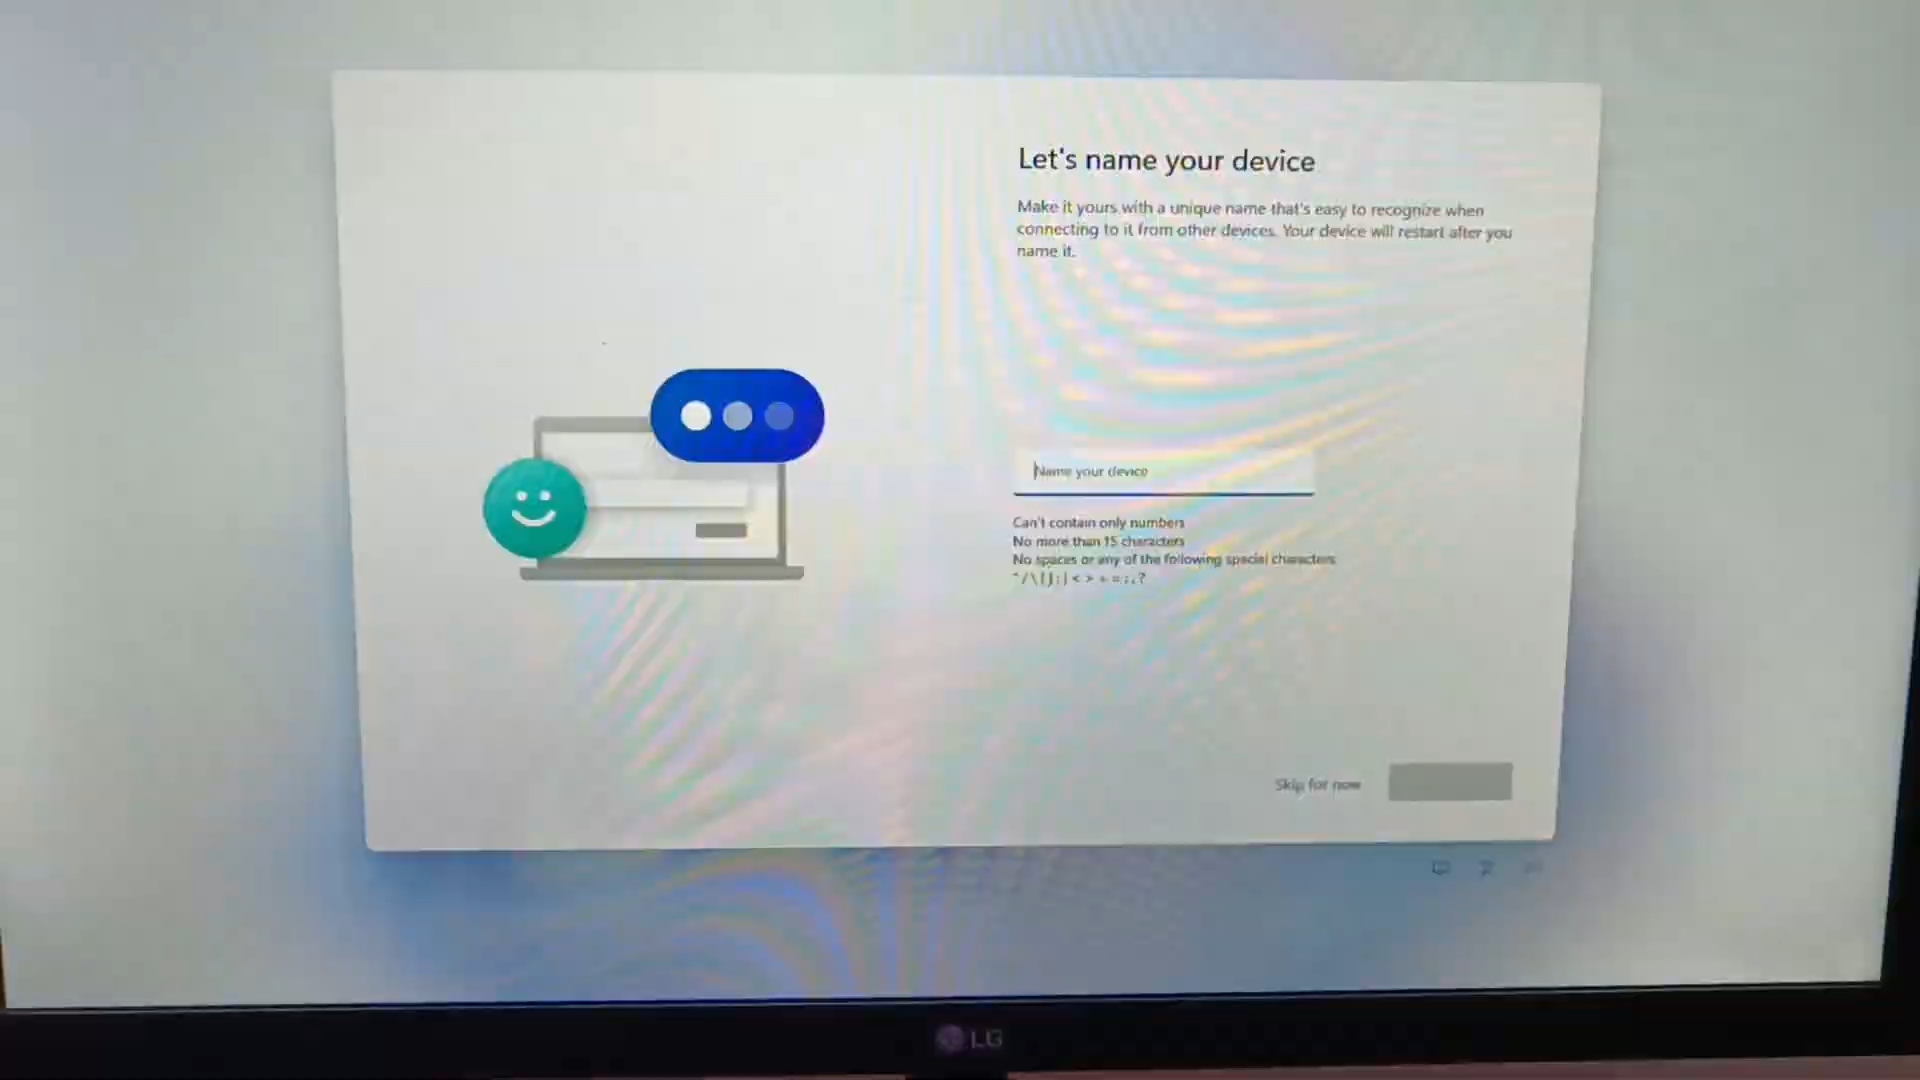 Let's name your device
Make it yours with a unique name that's easy to recognize when
connecting to it from other devices. Your device will restart after you
name it.
Name your device
Can't contain only numbers
No more than 15 characters
No spaces or any of the following special characters
Skip for now
LG